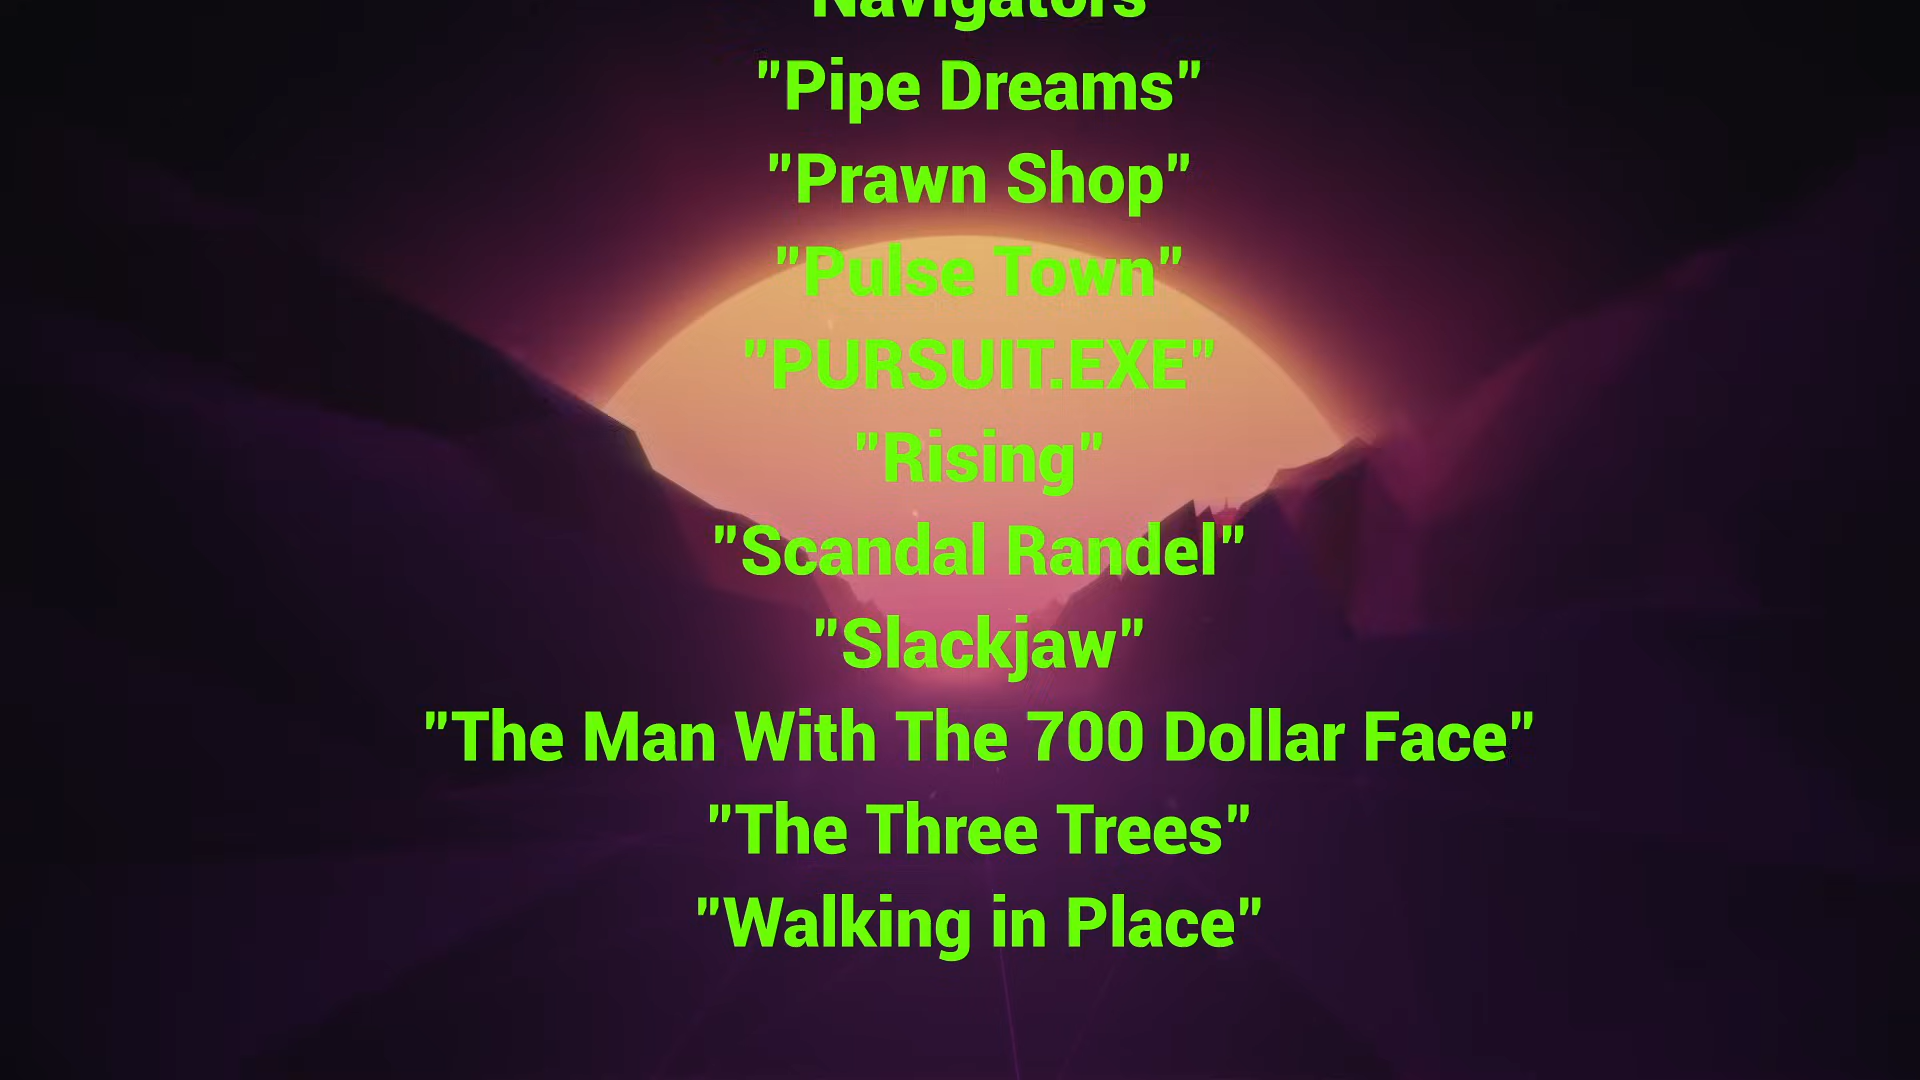 Navigators
"Pipe Dreams"
"Prawn Shop"
"Pulse Town"
"PURSUIT.EXE"
"Rising"
"Scandal Randel"
"Slackjaw"
"The Man With The 700 Dollar Face"
"The Three Trees"
"Walking in Place"